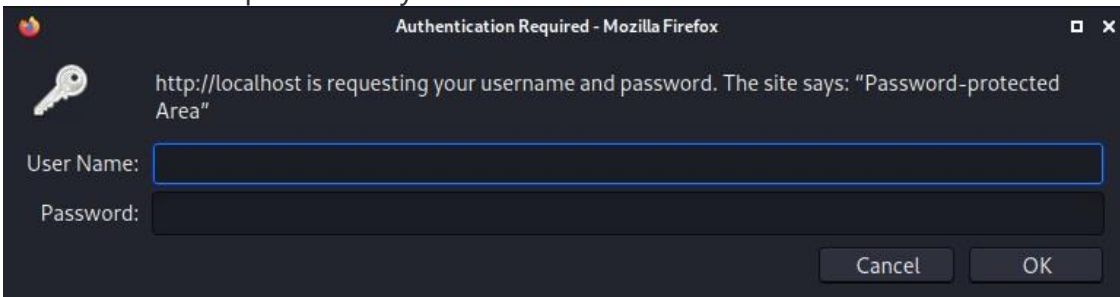 Authentication Required - Mozilla Firefox
http://localhost is requesting your username and password. The site says: “Password-protected
Area”
User Name:
Password:
Cancel OK